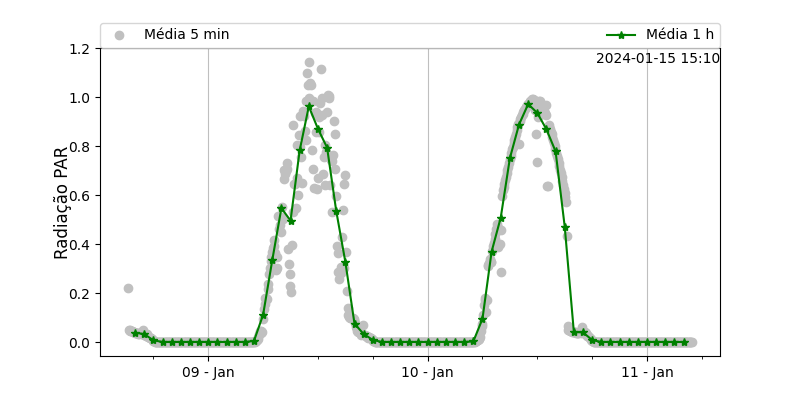 Média 5 min
Média 1 h
2024-01-15 15:10
Radiação PAR
1.2
1.0
0.8
0.6
0.4
0.2
0.0
09 - Jan
10 - Jan
11 - Jan